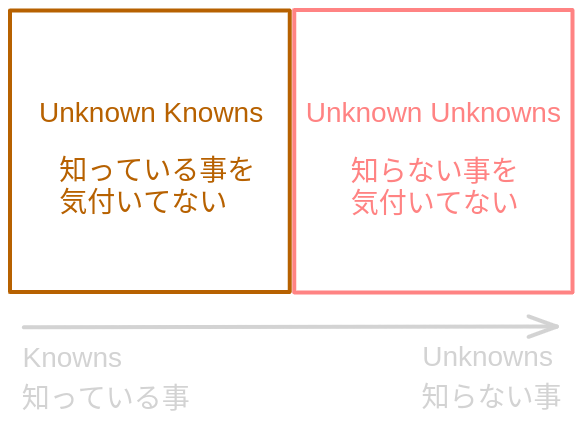 Unknown Knowns
知っている事を
気付いてない
Unknown Unknowns
知らない事を
気付いてない
Knowns
知っている事
Unknowns
知らない事